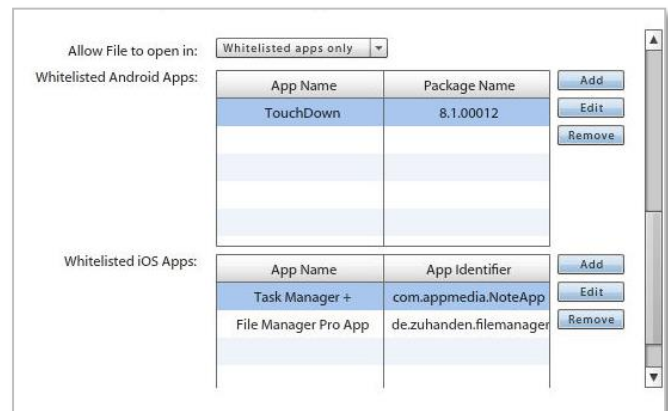 Allow File to open in: Whitelisted apps only
Whitelisted Android Apps:
App Name Package Name Add
TouchDown 8.1.00012 Edit
Remove
Whitelisted iOS Apps:
App Name App Identifier Add
Task Manager + com.appmedia.NoteApp Edit
File Manager Pro App de.zuhanden.filemanager Remove